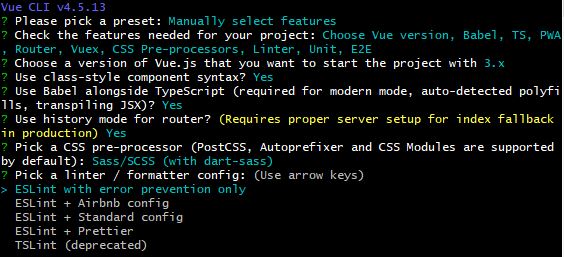 Vue CLI v4.5.13
? Please pick a preset: Manually select features
? Check the features needed for your project: Choose Vue version, Babel, TS, PWA
, Router, Vuex, CSS Pre-processors, Linter, Unit, E2E
? Choose a version of Vue.js that you want to start the project with 3.x
? Use class-style component syntax? Yes
? Use Babel alongside TypeScript (required for modern mode, auto-detected polyfi
lls, transpiling JSX)? Yes
? Use history mode for router? (Requires proper server setup for index fallback
in production) Yes
? Pick a CSS pre-processor (PostCSS, Autoprefixer and CSS Modules are supported
by default): Sass/SCSS (with dart-sass)
? Pick a linter / formatter config: (Use arrow keys)
> ESLint with error prevention only
ESLint + Airbnb config
ESLint + Standard config
ESLint + Prettier
TSLint (deprecated)